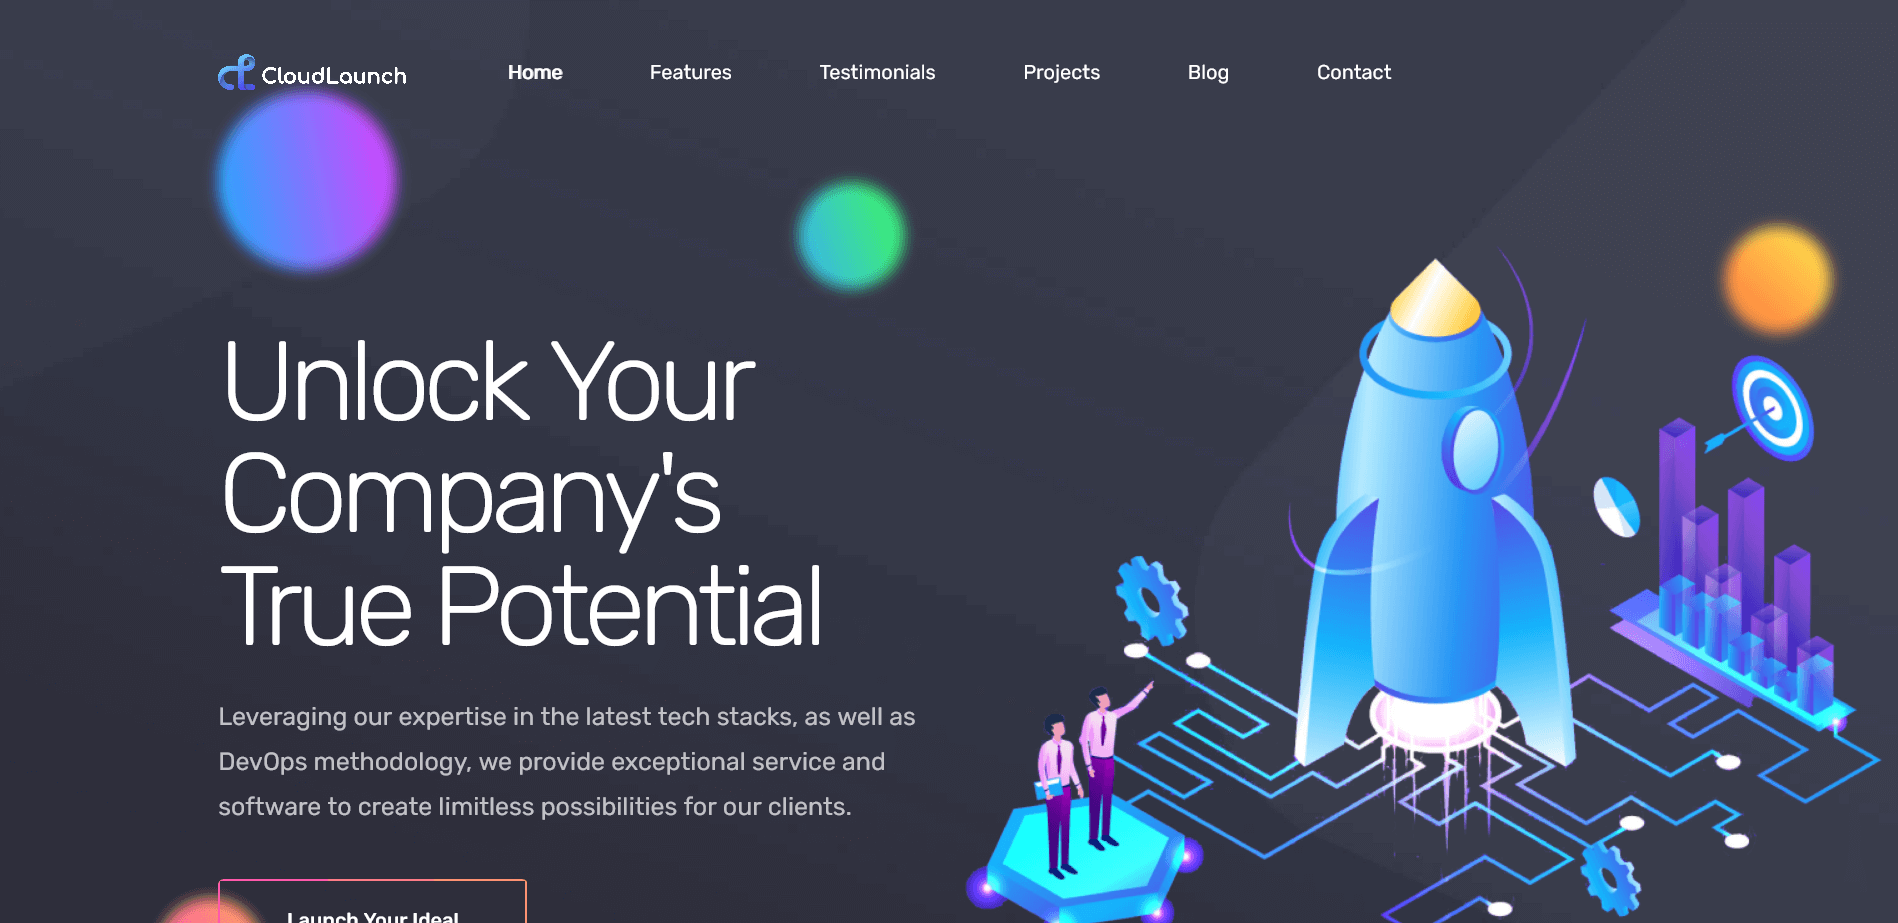 CloudLaunch
Home
Features
Testimonials
Projects
Blog
Contact
Unlock Your
Company's
True Potential
Leveraging our expertise in the latest tech stacks, as well as
DevOps methodology, we provide exceptional service and
software to create limitless possibilities for our clients.
Launch Your Idea!